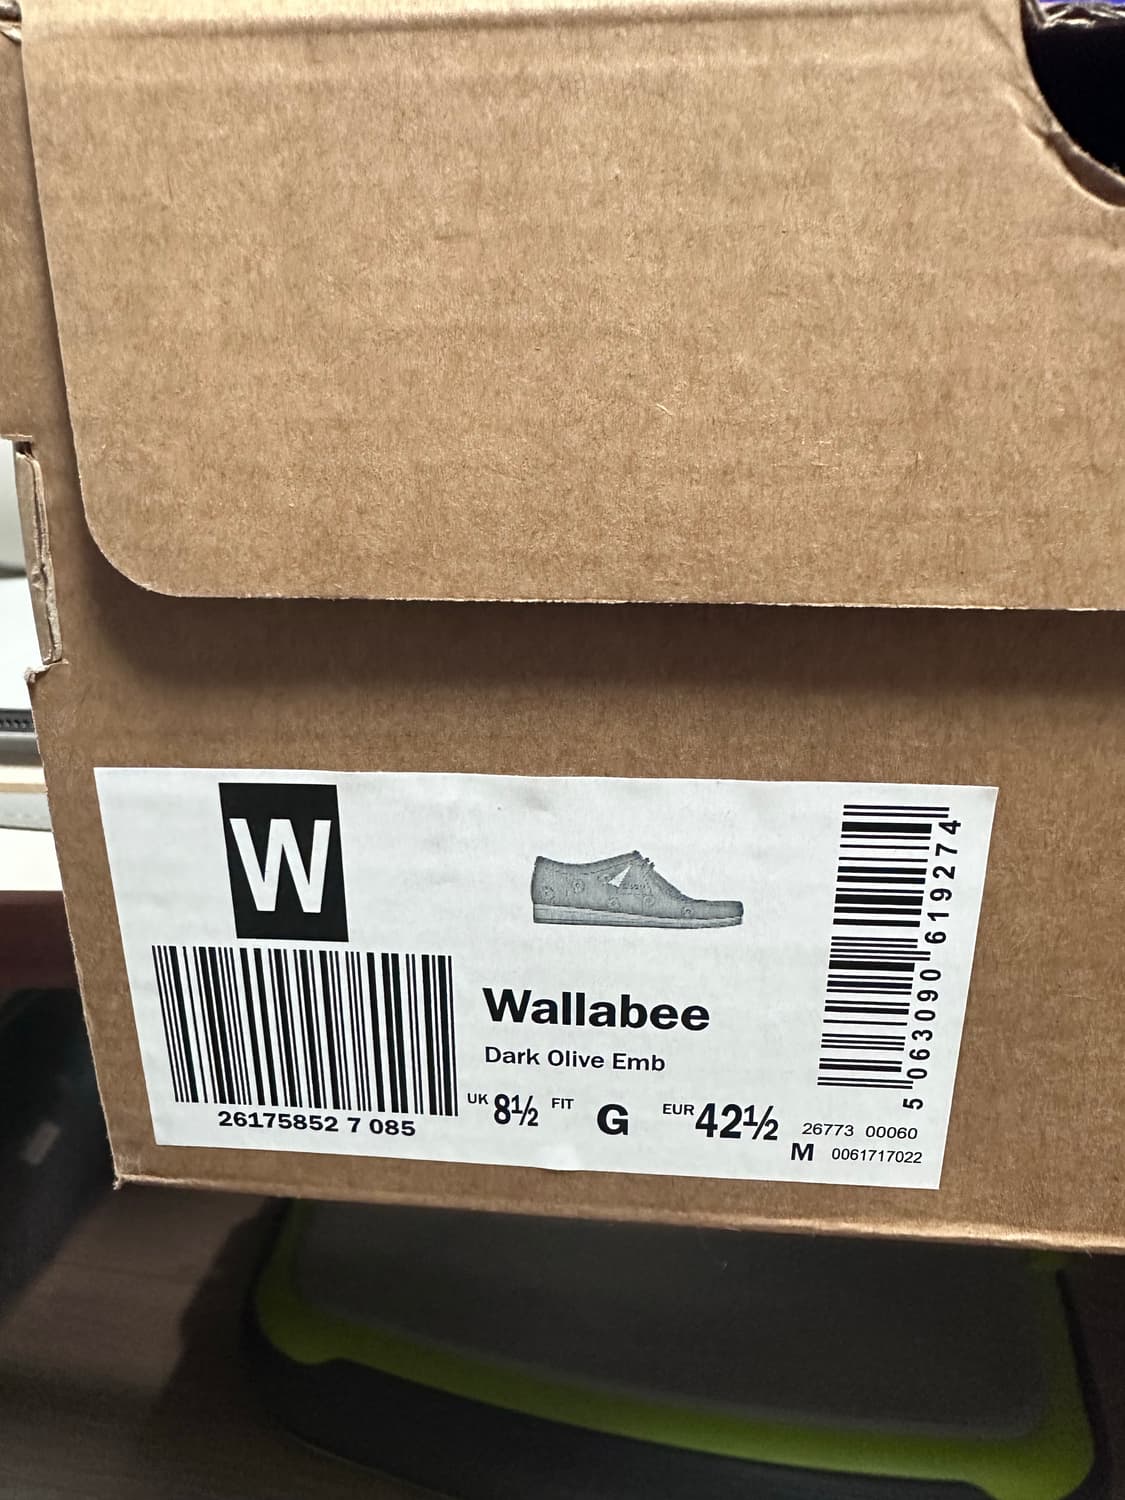 W
26175852 7 085
Wallabee
Dark Olive Emb
UK 8½ FIT G EUR 42½
5 063090 619274
26773 00060
M 0061717022